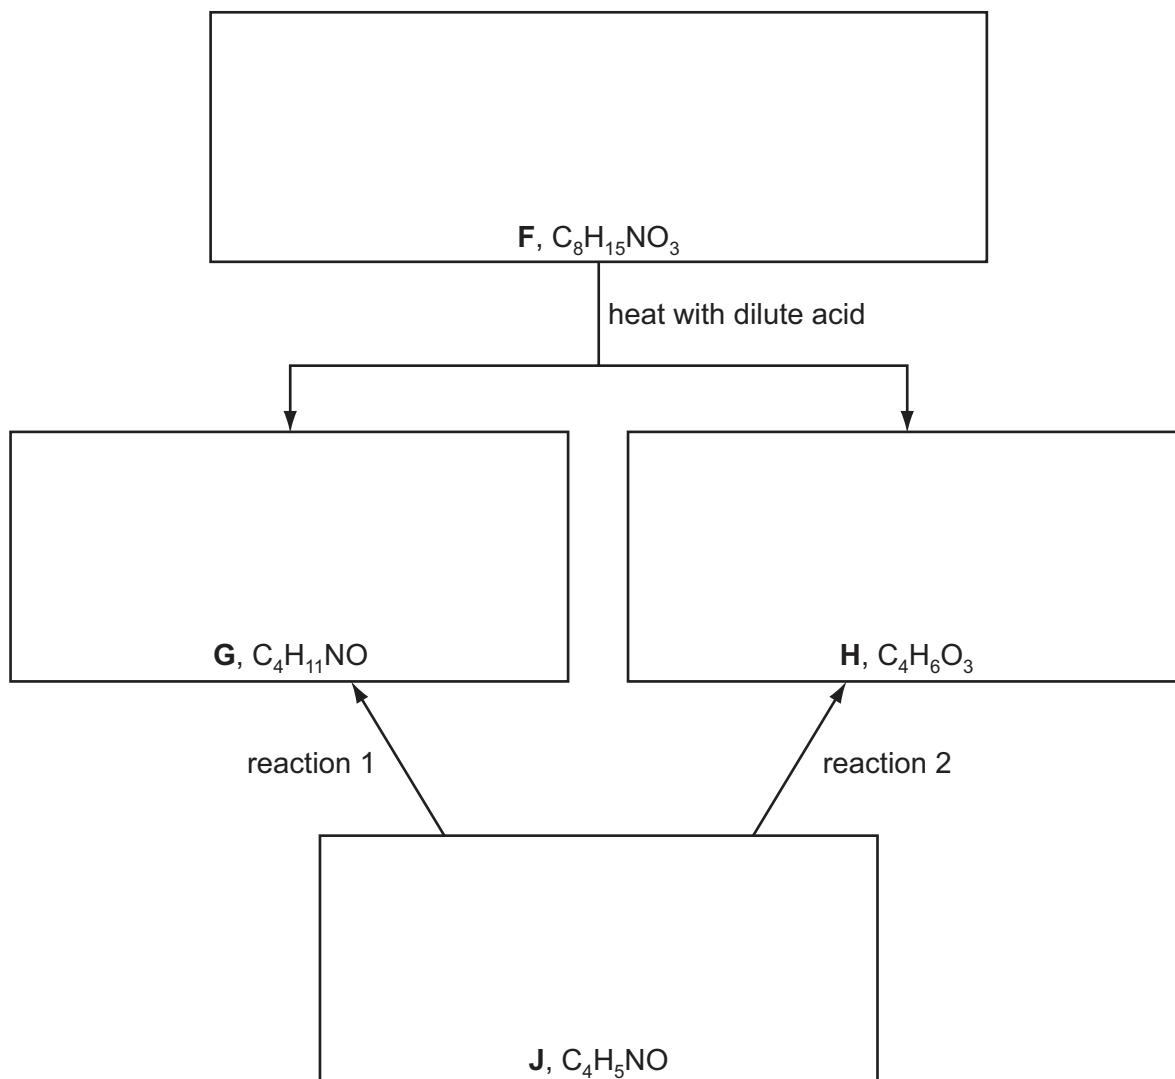 F, C₈H₁₅NO₃
heat with dilute acid
G, C₄H₁₁NO
H, C₄H₆O₃
reaction 1
reaction 2
J, C₄H₅NO